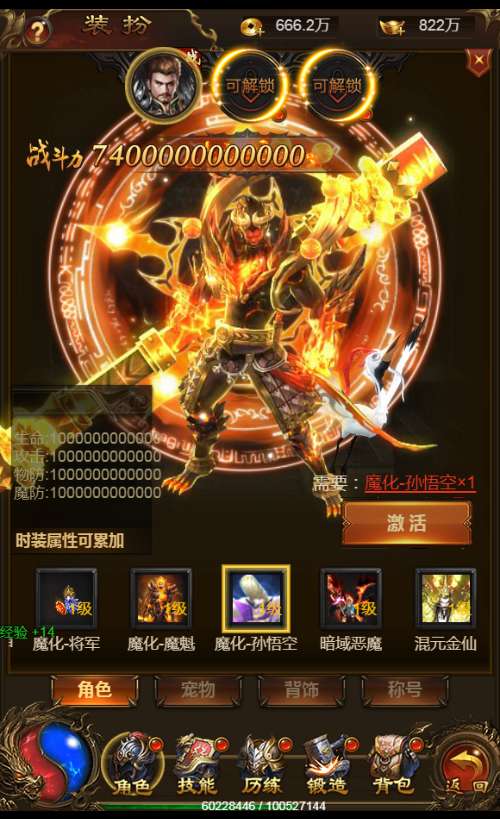 ?
装扮
666.2万
822万
战
可解锁
可解锁
战斗力 7400000000000
生命:1000000000000
攻击:1000000000000
物防:1000000000000
魔防:1000000000000
需要：魔化-孙悟空×1
激活
时装属性可累加
1级
1级
1级
1级
1级
经验 +14
魔化-将军
魔化-魔魁
魔化-孙悟空
暗域恶魔
混元金仙
角色
宠物
背饰
称号
角色
技能
历练
锻造
背包
返回
60228446 / 100527144